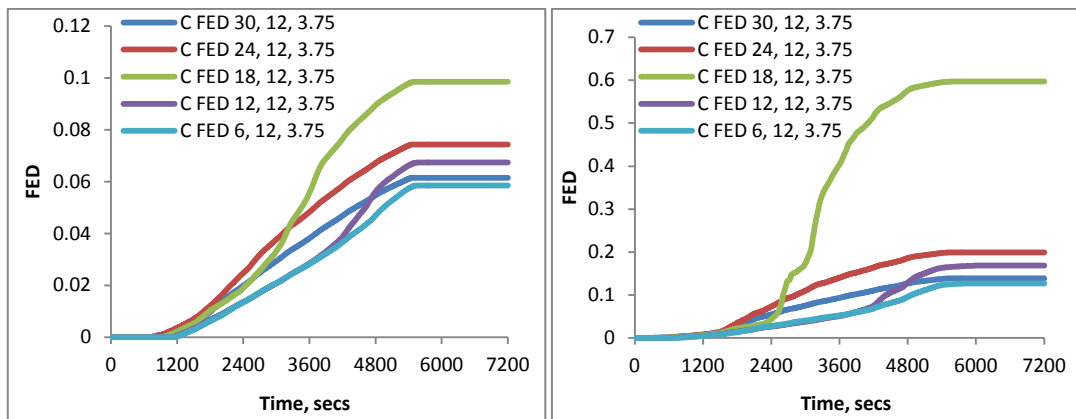 0.12
0.1
0.08
0.06
0.04
0.02
0
FED
C FED 30, 12, 3.75
C FED 24, 12, 3.75
C FED 18, 12, 3.75
C FED 12, 12, 3.75
C FED 6, 12, 3.75
0 1200 2400 3600 4800 6000 7200
Time, secs
0.7
0.6
0.5
0.4
0.3
0.2
0.1
0
FED
C FED 30, 12, 3.75
C FED 24, 12, 3.75
C FED 18, 12, 3.75
C FED 12, 12, 3.75
C FED 6, 12, 3.75
0 1200 2400 3600 4800 6000 7200
Time, secs